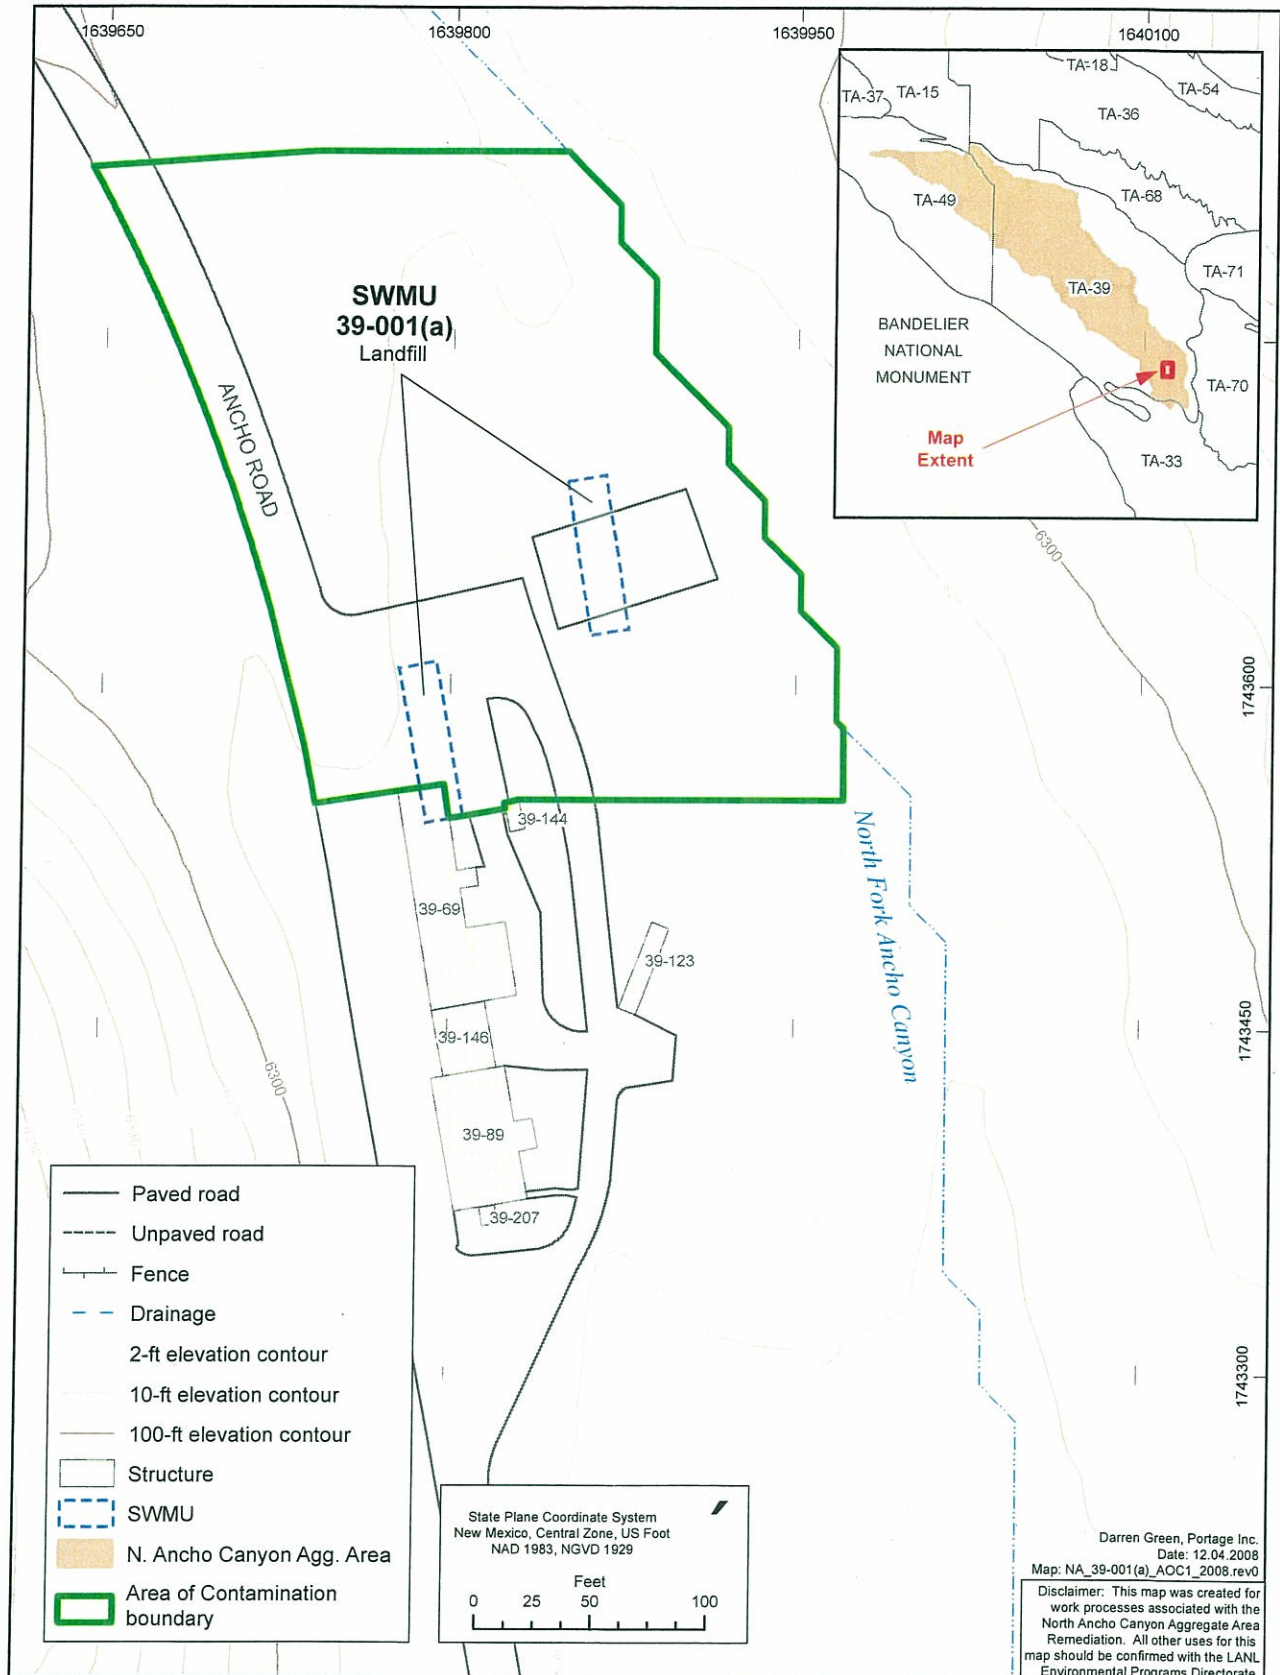 1639650
1639800
1639950
1640100
TA-18
TA-37
TA-15
TA-54
TA-36
TA-49
TA-68
TA-71
TA-39
BANDELIER
NATIONAL
MONUMENT
TA-70
Map
Extent
TA-33
SWMU
39-001(a)
Landfill
ANCHO ROAD
6300
1743600
39-144
North Fork Ancho Canyon
39-69
39-123
1743450
39-146
6300
39-89
39-207
1743300
Paved road
Unpaved road
Fence
Drainage
2-ft elevation contour
10-ft elevation contour
100-ft elevation contour
Structure
SWMU
N. Ancho Canyon Agg. Area
Area of Contamination
boundary
State Plane Coordinate System
New Mexico, Central Zone, US Foot
NAD 1983, NGVD 1929
Feet
0 25 50 100
Darren Green, Portage Inc.
Date: 12.04.2008
Map: NA_39-001(a)_AOC1_2008.rev0
Disclaimer: This map was created for
work processes associated with the
North Ancho Canyon Aggregate Area
Remediation. All other uses for this
map should be confirmed with the LANL
Environmental Programs Directorate